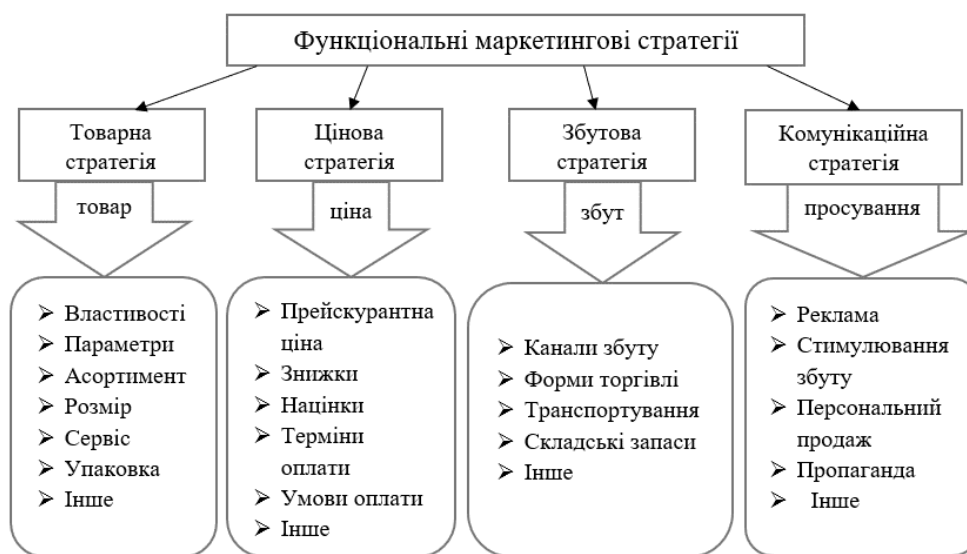 Функціональні маркетингові стратегії
Товарна
стратегія
Цінова
стратегія
Збутова
стратегія
Комунікаційна
стратегія
товар
ціна
збут
просування
Властивості
Параметри
Асортимент
Розмір
Сервіс
Упаковка
Інше
Прейскурантна
ціна
Знижки
Націнки
Терміни
оплати
Умови оплати
Інше
Канали збуту
Форми торгівлі
Транспортування
Складські запаси
Інше
Реклама
Стимулювання
збуту
Персональний
продаж
Пропаганда
Інше